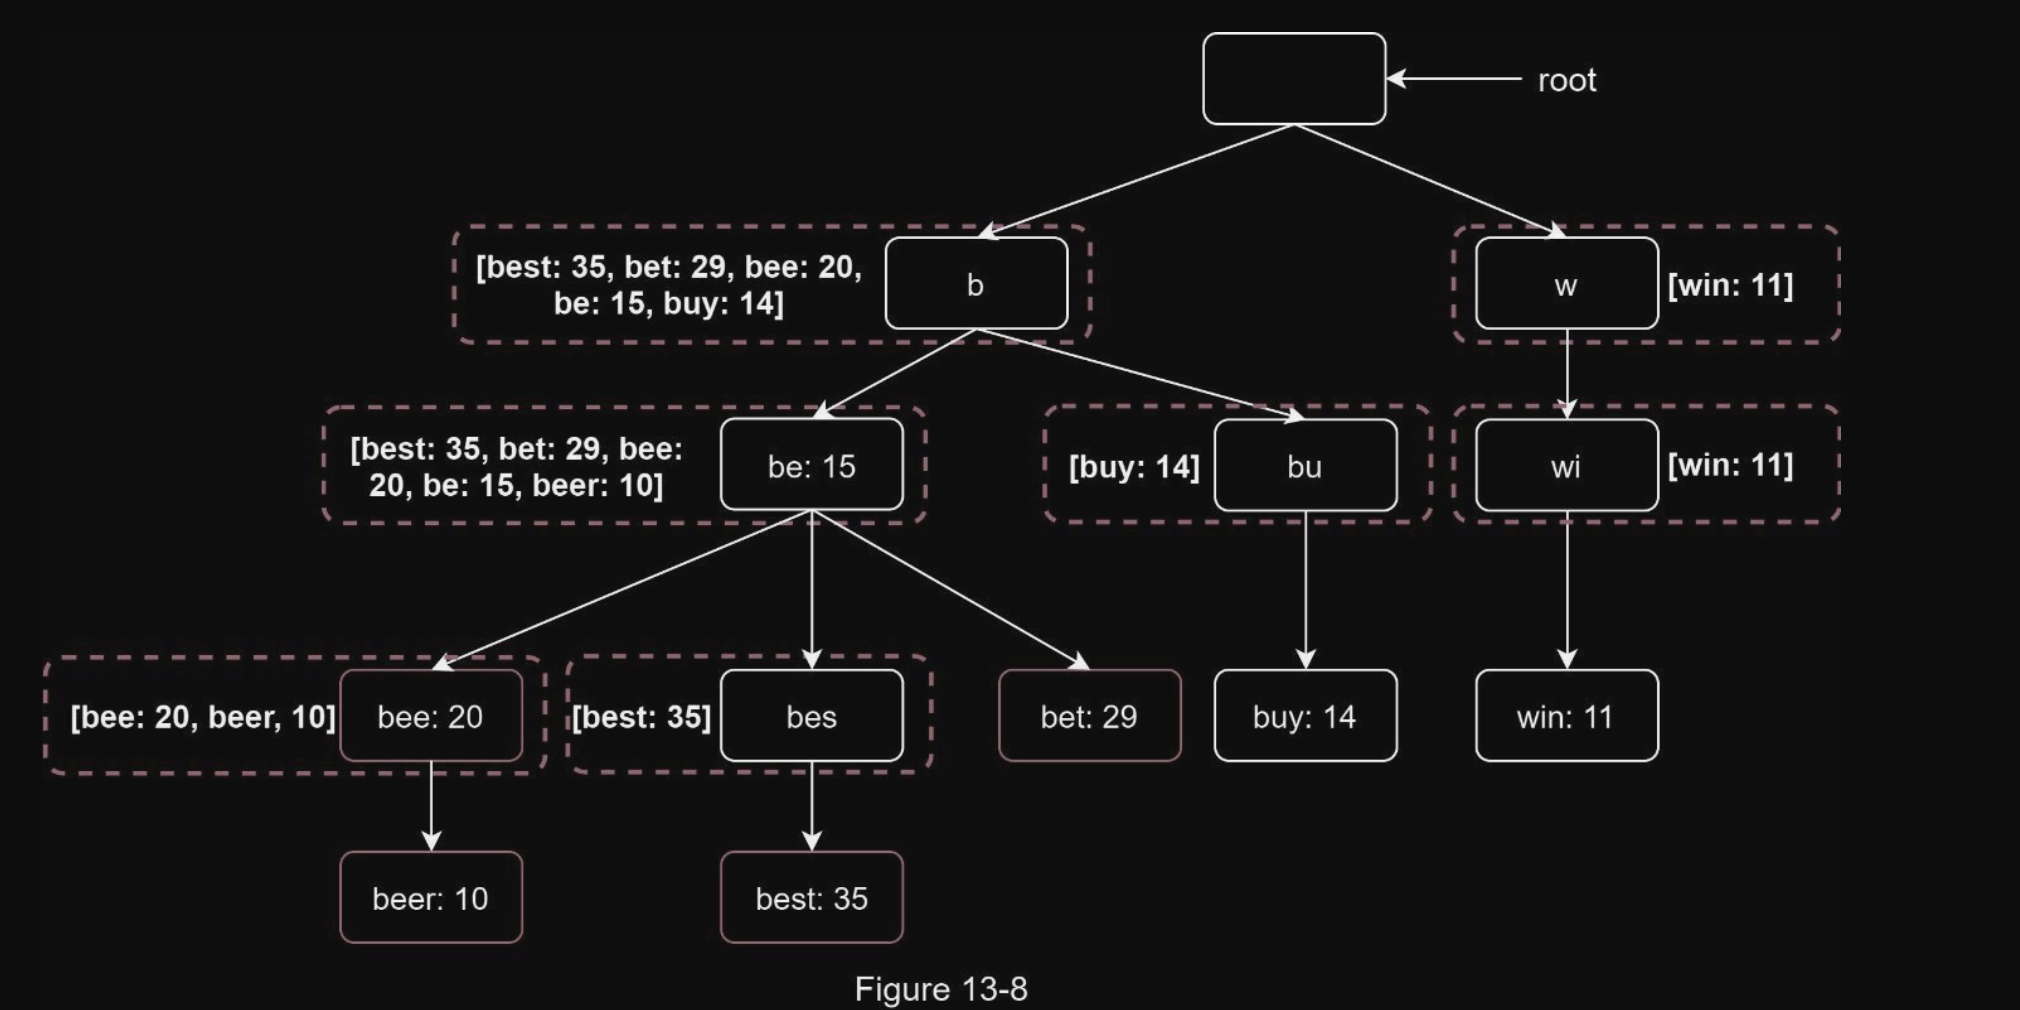 root
[best: 35, bet: 29, bee: 20,
be: 15, buy: 14]
b
w
[win: 11]
[best: 35, bet: 29, bee:
20, be: 15, beer: 10]
be: 15
[buy: 14]
bu
wi
[win: 11]
[bee: 20, beer, 10]
bee: 20
[best: 35]
bes
bet: 29
buy: 14
win: 11
beer: 10
best: 35
Figure 13-8